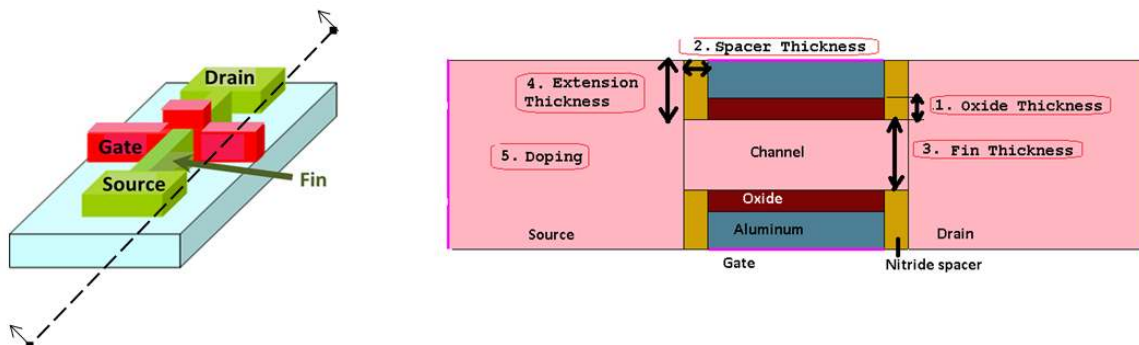 Drain
Gate
Source
Fin
2. Spacer Thickness
4. Extension
Thickness
1. Oxide Thickness
5. Doping
Channel
3. Fin Thickness
Oxide
Aluminum
Source
Drain
Gate
Nitride spacer